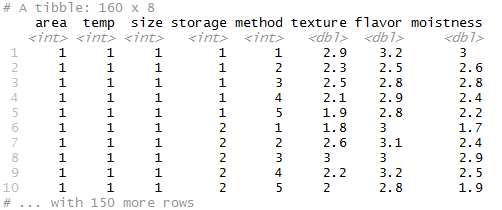 # A tibble: 160 x 8
area temp size storage method texture flavor moistness
<int> <int> <int> <int> <int> <dbl> <dbl> <dbl>
1 1 1 1 1 1 2.9 3.2 3
2 1 1 1 1 2 2.3 2.5 2.6
3 1 1 1 1 3 2.5 2.8 2.8
4 1 1 1 1 4 2.1 2.9 2.4
5 1 1 1 1 5 1.9 2.8 2.2
6 1 1 1 2 1 1.8 3 1.7
7 1 1 1 2 2 2.6 3.1 2.4
8 1 1 1 2 3 3 3 2.9
9 1 1 1 2 4 2.2 3.2 2.5
10 1 1 1 2 5 2 2.8 1.9
# ... with 150 more rows